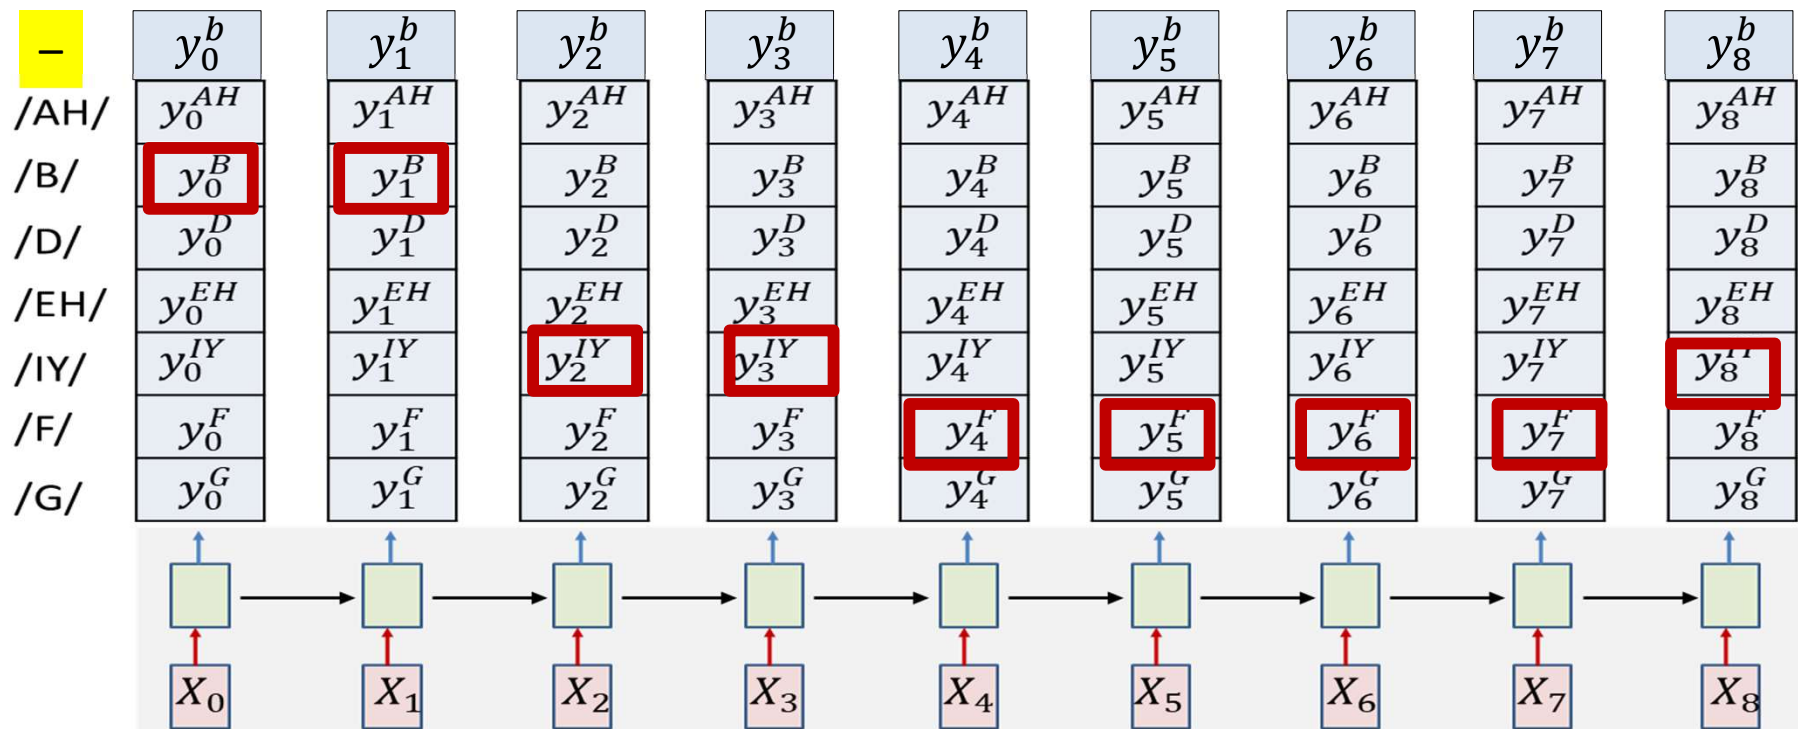 – y_0^b y_1^b y_2^b y_3^b y_4^b y_5^b y_6^b y_7^b y_8^b
/AH/ y_0^{AH} y_1^{AH} y_2^{AH} y_3^{AH} y_4^{AH} y_5^{AH} y_6^{AH} y_7^{AH} y_8^{AH}
/B/ y_0^B y_1^B y_2^B y_3^B y_4^B y_5^B y_6^B y_7^B y_8^B
/D/ y_0^D y_1^D y_2^D y_3^D y_4^D y_5^D y_6^D y_7^D y_8^D
/EH/ y_0^{EH} y_1^{EH} y_2^{EH} y_3^{EH} y_4^{EH} y_5^{EH} y_6^{EH} y_7^{EH} y_8^{EH}
/IY/ y_0^{IY} y_1^{IY} y_2^{IY} y_3^{IY} y_4^{IY} y_5^{IY} y_6^{IY} y_7^{IY} y_8^{IY}
/F/ y_0^F y_1^F y_2^F y_3^F y_4^F y_5^F y_6^F y_7^F y_8^F
/G/ y_0^G y_1^G y_2^G y_3^G y_4^G y_5^G y_6^G y_7^G y_8^G
X_0 X_1 X_2 X_3 X_4 X_5 X_6 X_7 X_8